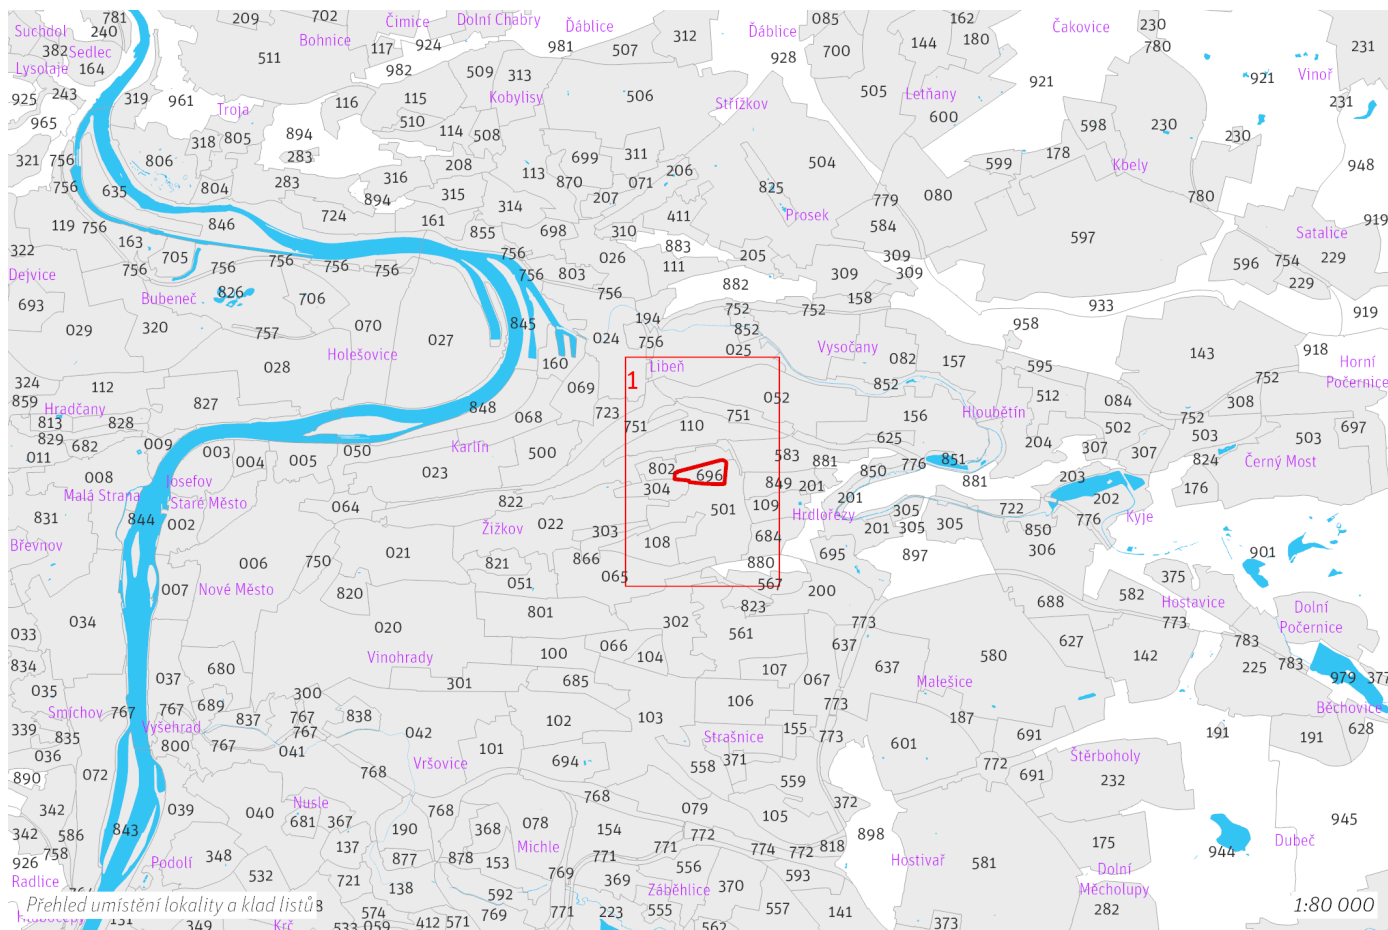 781 209 702 Čimice Dolní Chabry Ďáblice 312 Ďáblice 085 162 Čakovice 230
Suchdol 240 Bohnice 117 924 981 507 928 700 144 180 780 231
382 Sedlec 511 982 509 313 921 921 Vinoř
Lysolaje 164 Kobylisy 506 505 Letňany
925 243 319 961 116 115 Střížkov 600 598 230 231
965 Troja 510 114 508 230
318 805 894
321 756 806 283 208 699 311 504 599 178 Kbely 948
756 635 804 283 316 113 870 071 206 825 080 780
894 315 314 207 779
119 756 846 724 161 855 698 310 411 Prosek 584 919
322 163 705 756 883 205 309 597 Satalice
Dejvice 756 756 756 756 756 756 803 026 111 309 309 596 754 229
693 Bubeneč 826 706 756 882 158 229
029 320 757 070 027 845 024 194 752 752 933 919
852 958
Holešovice 160 756 025 Vysočany 082 157 143 918 Horní
028 Libeň 595 Počernice
324 112 069 1 852 752
859 827 848 723 052 512 084 308
Hradčany 068 751 751 156 Hloubětín 752
813 828 110 502 697
829 682 009 003 050 Karlín 625 204 307 307 503 503
011 004 005 500 583 881 776 851 824 Černý Most
008 Josefov 023 802 696 849 850 881 203 176
Malá Strana Staré Město 304 201 201 202
831 844 002 064 822 501 109 Hrdlořezy 305 722 776 Kyje
Břevnov Žižkov 022 303 201 305 305 850
021 108 684 306
006 750 821 866 695 897 901
051 065 880 375
007 Nové Město 820 567 200 582 Hostavice Dolní
034 801 823 688 Počernice
033 020 302 561 773 627 773 783
834 Vinohrady 100 066 104 637 637 580 142 225 783 979 377
680 107 067 Malešice
035 037 301 685
689 300 106 773 Běchovice
Smíchov 767 767 837 767 838 102 103 155 187 191 191 628
339 835 Vyšehrad 767 Strašnice 773 691
036 800 767 041 042 101 694 371 601 Štěrboholy
890 072 768 Vršovice 558 559 772 691 232
342 039 040 Nusle 768 768 079 372
586 681 367 078 105 945
342 843 190 368 154 772 898 175 Dubeč
926 758 Podolí 348 137 877 878 153 Michle 771 771 774 772 818 Hostivař 581 944
Radlice 532 721 138 769 369 556 593 Dolní
592 Záběhlice 370 Měcholupy
Přehled umístění lokality a klad listů 574 769 771 223 555 557 141 282 1:80 000
131 349 Krč 533 059 412 571 562 373